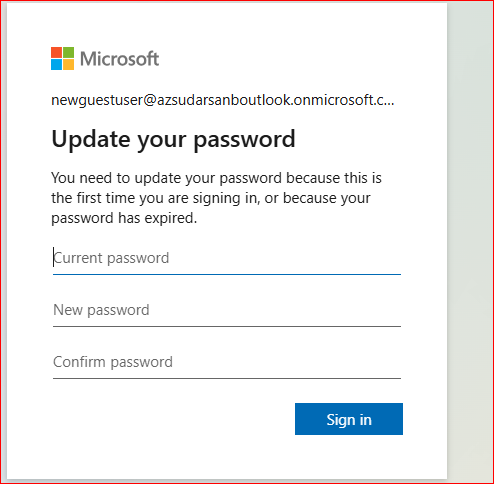 Microsoft
newguestuser@azsudarsanboutlook.onmicrosoft.c...
Update your password
You need to update your password because this is
the first time you are signing in, or because your
password has expired.
Current password
New password
Confirm password
Sign in